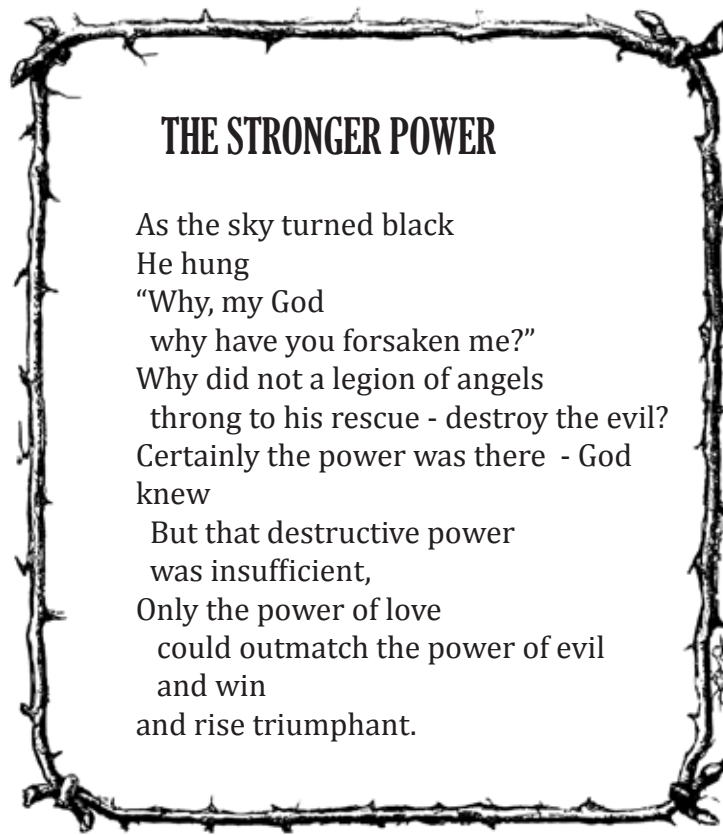 THE STRONGER POWER
As the sky turned black
He hung
“Why, my God
why have you forsaken me?”
Why did not a legion of angels
throng to his rescue - destroy the evil?
Certainly the power was there - God
knew
But that destructive power
was insufficient,
Only the power of love
could outmatch the power of evil
and win
and rise triumphant.